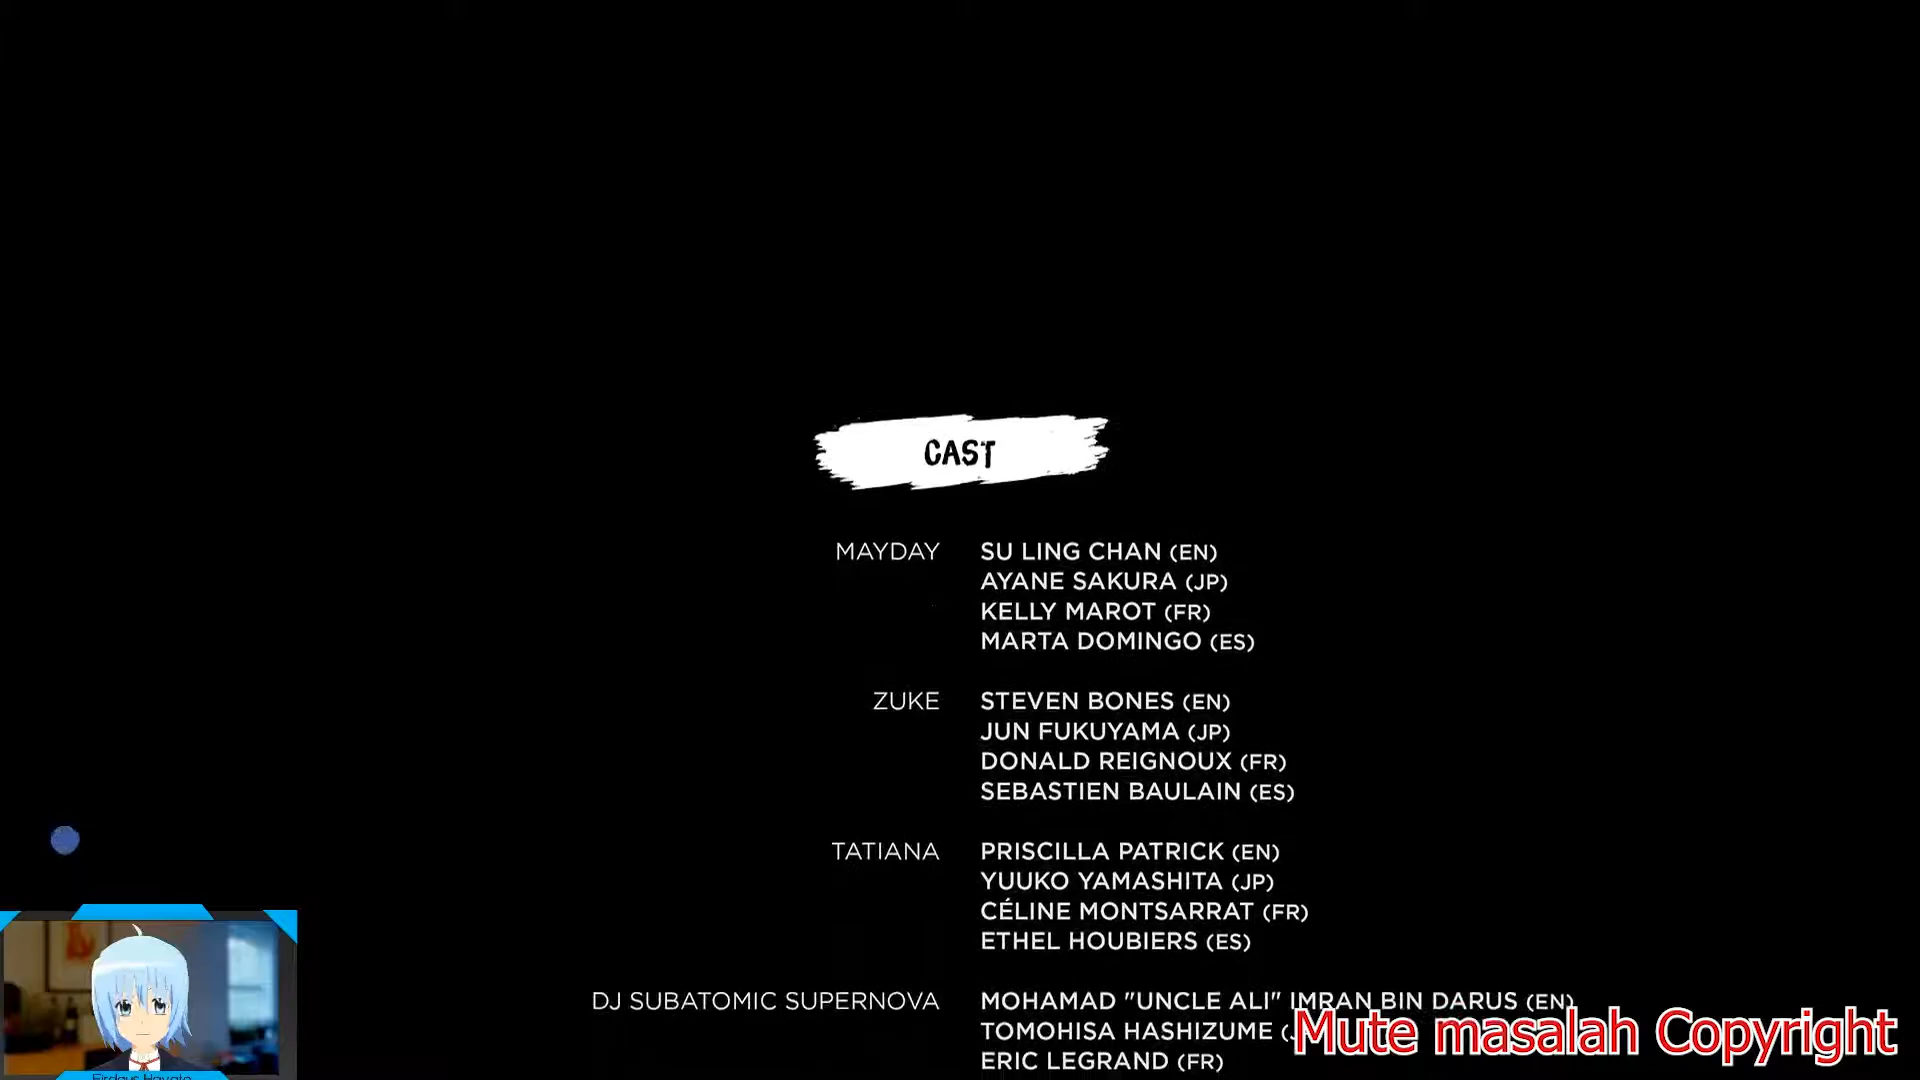 CAST
MAYDAY SU LING CHAN (EN)
AYANE SAKURA (JP)
KELLY MAROT (FR)
MARTA DOMINGO (ES)
ZUKE STEVEN BONES (EN)
JUN FUKUYAMA (JP)
DONALD REIGNOUX (FR)
SEBASTIEN BAULAIN (ES)
TATIANA PRISCILLA PATRICK (EN)
YUUKO YAMASHITA (JP)
CÉLINE MONTSARRAT (FR)
ETHEL HOUBIERS (ES)
DJ SUBATOMIC SUPERNOVA MOHAMAD "UNCLE ALI" IMRAN BIN DARUS (EN)
TOMOHISA HASHIZUME
Mute masalah Copyright
ERIC LEGRAND (FR)